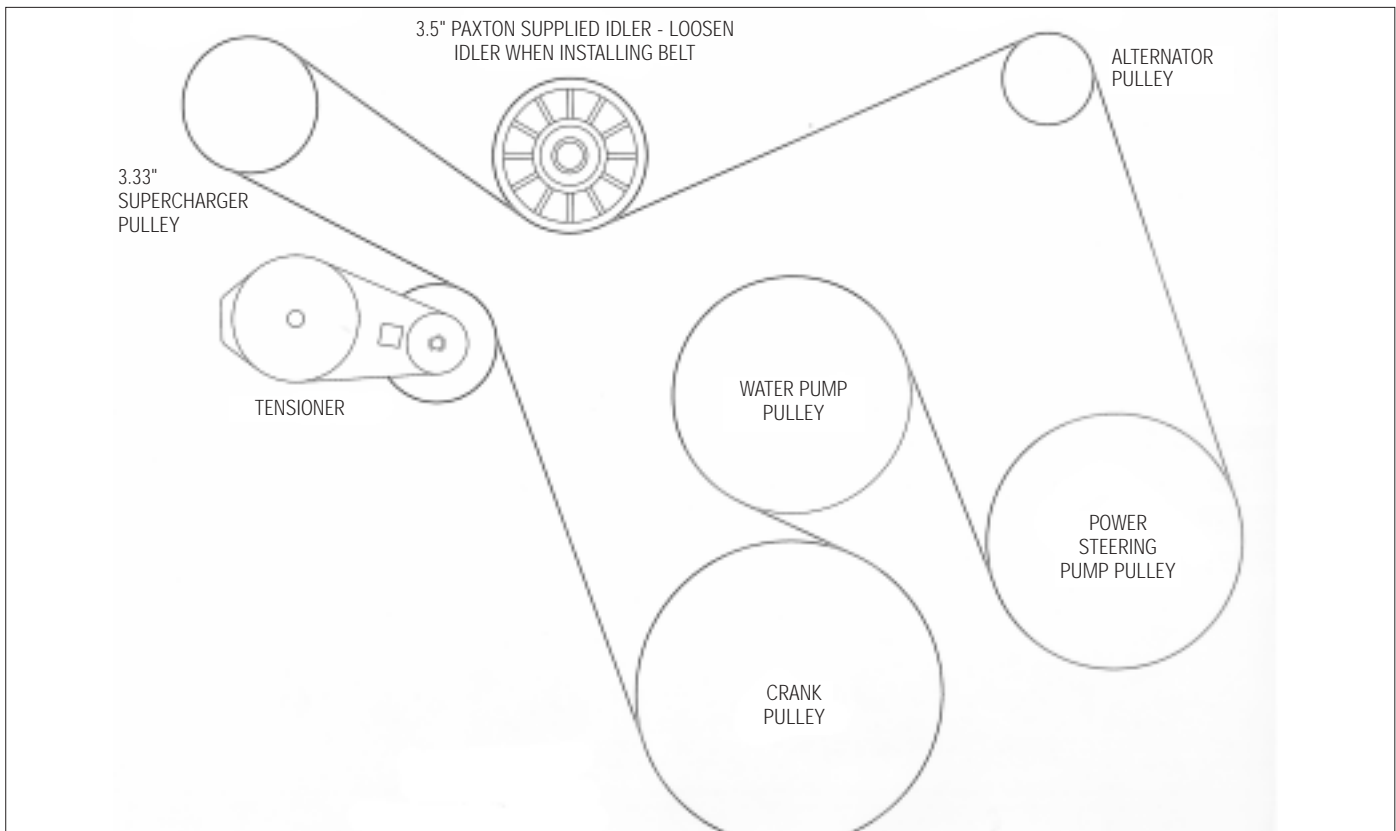 3.5" PAXTON SUPPLIED IDLER - LOOSEN
IDLER WHEN INSTALLING BELT
ALTERNATOR
PULLEY
3.33"
SUPERCHARGER
PULLEY
TENSIONER
WATER PUMP
PULLEY
POWER
STEERING
PUMP PULLEY
CRANK
PULLEY